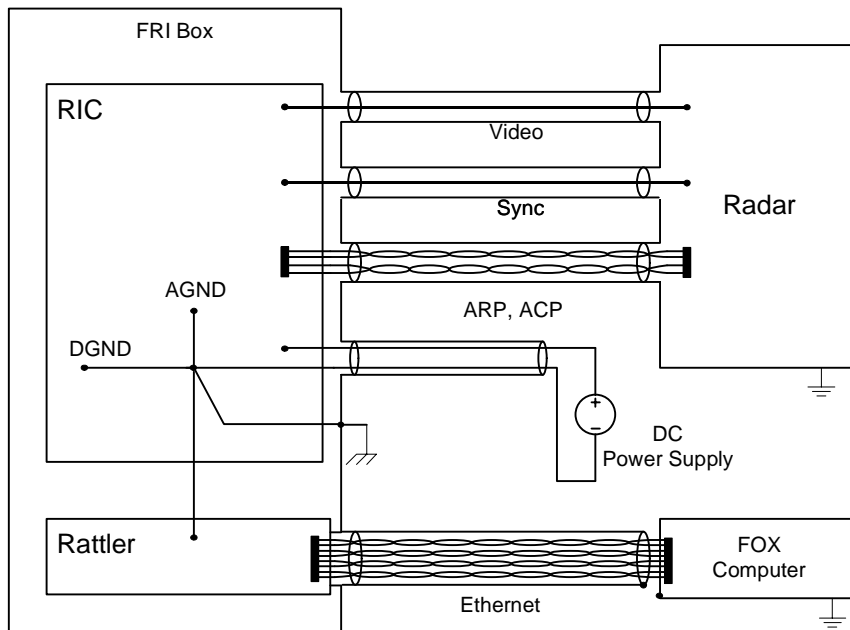 FRI Box
RIC
Video
Sync
Radar
AGND
ARP, ACP
DGND
DC
Power Supply
Rattler
FOX
Computer
Ethernet